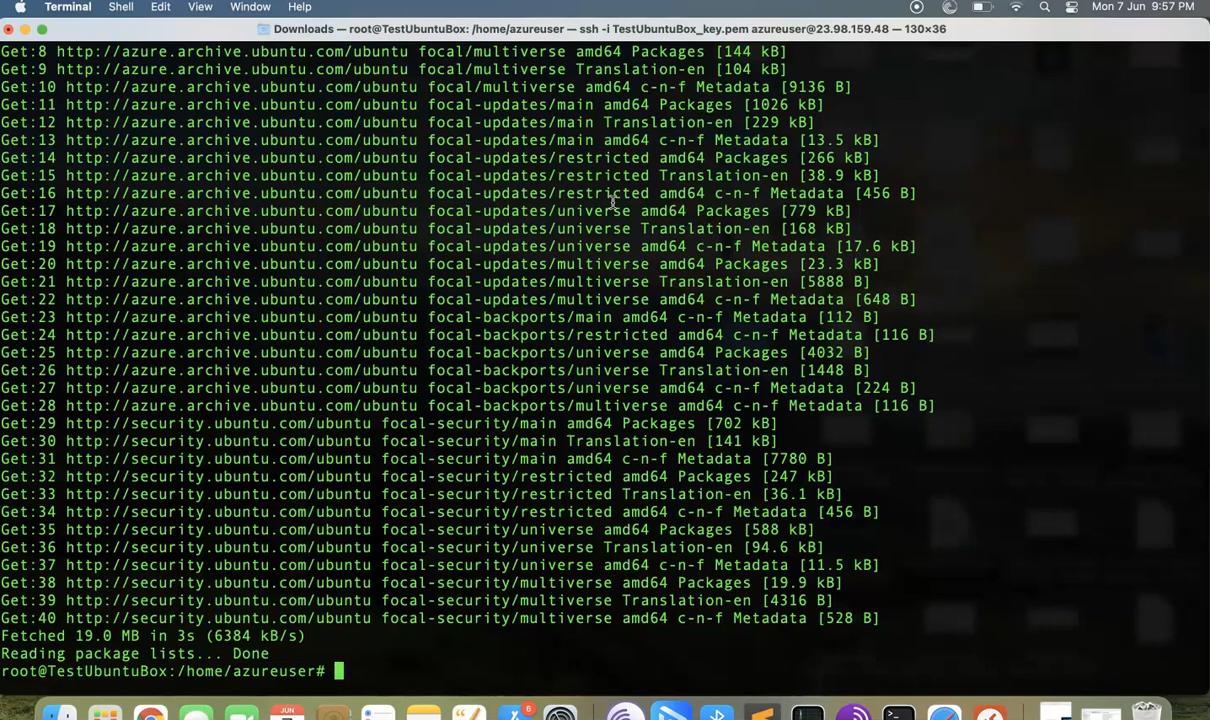 Terminal Shell Edit View Window Help Mon 7 Jun 9:57 PM
Downloads — root@TestUbuntuBox: /home/azureuser — ssh -i TestUbuntuBox_key.pem azureuser@23.98.159.48 — 130×36
Get:8 http://azure.archive.ubuntu.com/ubuntu focal/multiverse amd64 Packages [144 kB]
Get:9 http://azure.archive.ubuntu.com/ubuntu focal/multiverse Translation-en [104 kB]
Get:10 http://azure.archive.ubuntu.com/ubuntu focal/multiverse amd64 c-n-f Metadata [9136 B]
Get:11 http://azure.archive.ubuntu.com/ubuntu focal-updates/main amd64 Packages [1026 kB]
Get:12 http://azure.archive.ubuntu.com/ubuntu focal-updates/main Translation-en [229 kB]
Get:13 http://azure.archive.ubuntu.com/ubuntu focal-updates/main amd64 c-n-f Metadata [13.5 kB]
Get:14 http://azure.archive.ubuntu.com/ubuntu focal-updates/restricted amd64 Packages [266 kB]
Get:15 http://azure.archive.ubuntu.com/ubuntu focal-updates/restricted Translation-en [38.9 kB]
Get:16 http://azure.archive.ubuntu.com/ubuntu focal-updates/restricted amd64 c-n-f Metadata [456 B]
Get:17 http://azure.archive.ubuntu.com/ubuntu focal-updates/universe amd64 Packages [779 kB]
Get:18 http://azure.archive.ubuntu.com/ubuntu focal-updates/universe Translation-en [168 kB]
Get:19 http://azure.archive.ubuntu.com/ubuntu focal-updates/universe amd64 c-n-f Metadata [17.6 kB]
Get:20 http://azure.archive.ubuntu.com/ubuntu focal-updates/multiverse amd64 Packages [23.3 kB]
Get:21 http://azure.archive.ubuntu.com/ubuntu focal-updates/multiverse Translation-en [5888 B]
Get:22 http://azure.archive.ubuntu.com/ubuntu focal-updates/multiverse amd64 c-n-f Metadata [648 B]
Get:23 http://azure.archive.ubuntu.com/ubuntu focal-backports/main amd64 c-n-f Metadata [112 B]
Get:24 http://azure.archive.ubuntu.com/ubuntu focal-backports/restricted amd64 c-n-f Metadata [116 B]
Get:25 http://azure.archive.ubuntu.com/ubuntu focal-backports/universe amd64 Packages [4032 B]
Get:26 http://azure.archive.ubuntu.com/ubuntu focal-backports/universe Translation-en [1448 B]
Get:27 http://azure.archive.ubuntu.com/ubuntu focal-backports/universe amd64 c-n-f Metadata [224 B]
Get:28 http://azure.archive.ubuntu.com/ubuntu focal-backports/multiverse amd64 c-n-f Metadata [116 B]
Get:29 http://security.ubuntu.com/ubuntu focal-security/main amd64 Packages [702 kB]
Get:30 http://security.ubuntu.com/ubuntu focal-security/main Translation-en [141 kB]
Get:31 http://security.ubuntu.com/ubuntu focal-security/main amd64 c-n-f Metadata [7780 B]
Get:32 http://security.ubuntu.com/ubuntu focal-security/restricted amd64 Packages [247 kB]
Get:33 http://security.ubuntu.com/ubuntu focal-security/restricted Translation-en [36.1 kB]
Get:34 http://security.ubuntu.com/ubuntu focal-security/restricted amd64 c-n-f Metadata [456 B]
Get:35 http://security.ubuntu.com/ubuntu focal-security/universe amd64 Packages [588 kB]
Get:36 http://security.ubuntu.com/ubuntu focal-security/universe Translation-en [94.6 kB]
Get:37 http://security.ubuntu.com/ubuntu focal-security/universe amd64 c-n-f Metadata [11.5 kB]
Get:38 http://security.ubuntu.com/ubuntu focal-security/multiverse amd64 Packages [19.9 kB]
Get:39 http://security.ubuntu.com/ubuntu focal-security/multiverse Translation-en [4316 B]
Get:40 http://security.ubuntu.com/ubuntu focal-security/multiverse amd64 c-n-f Metadata [528 B]
Fetched 19.0 MB in 3s (6384 kB/s)
Reading package lists... Done
root@TestUbuntuBox:/home/azureuser#
JUN 6